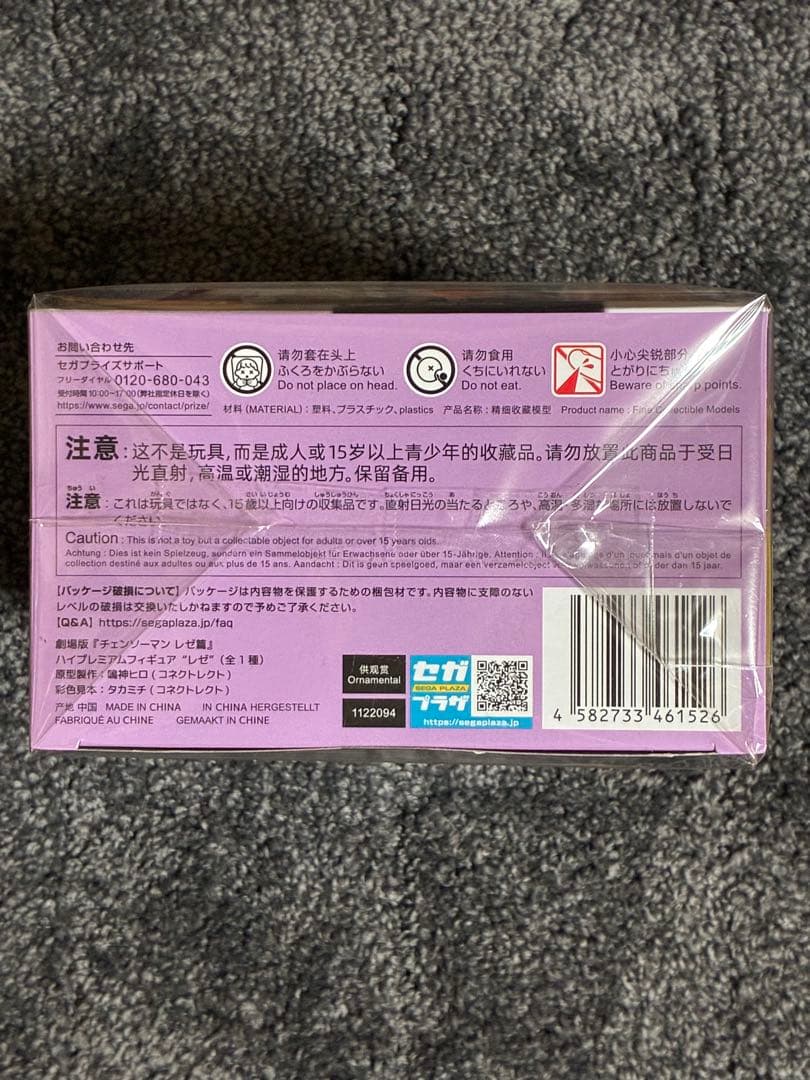 お問い合わせ先
セガプライズサポート
フリーダイヤル 0120-680-043
受付時間 10:00~17:00(弊社指定休日を除く)
https://www.sega.jp/contact/prize/
请勿套在头上
ふくろをかぶらない
Do not place on head.
请勿食用
くちにいれない
Do not eat.
小心尖锐部分
とがりにち
Beware of points.
材料 (MATERIAL) : 塑料、プラスチック、plastics 产品名称 : 精细收藏模型 Product name : Fine Collectible Models
注意 : 这不是玩具,而是成人或15岁以上青少年的收藏品。请勿放置此商品于受日
光直射,高温或潮湿的地方。保留备用。
注意 : これは玩具ではなく、15歳以上向けの収集品です。直射日光の当たるところや、高温・多湿な場所には放置しないで
ください
Caution : This is not a toy but a collectable object for adults or over 15 years olds.
Achtung : Dies ist kein Spielzeug, sondern ein Sammelobjekt für Erwachsene oder über 15-Jährige. Attention : Il d'un jouet mais d'un objet de
collection destiné aux adultes ou aux plus de 15 ans. Aandacht : Dit is geen speelgoed, maar een verzamelobject volwassenen of ouder dan 15 jaar.
【パッケージ破損について】パッケージは内容物を保護するための梱包材です。内容物に支障のない
レベルの破損は交換いたしかねますので予めご了承ください。
【Q&A】https://segaplaza.jp/faq
劇場版『チェンソーマン レゼ篇』
ハイプレミアムフィギュア "レゼ"(全1種)
原型製作 : 鳴神ヒロ(コネクトレクト)
彩色見本 : タカミチ(コネクトレクト)
产地 中国 MADE IN CHINA IN CHINA HERGESTELLT
FABRIQUÉ AU CHINE GEMAAKT IN CHINE
供观赏
Ornamental
1122094
セガ
SEGA PLAZA
プラザ
https://segaplaza.jp
4 582733 461526